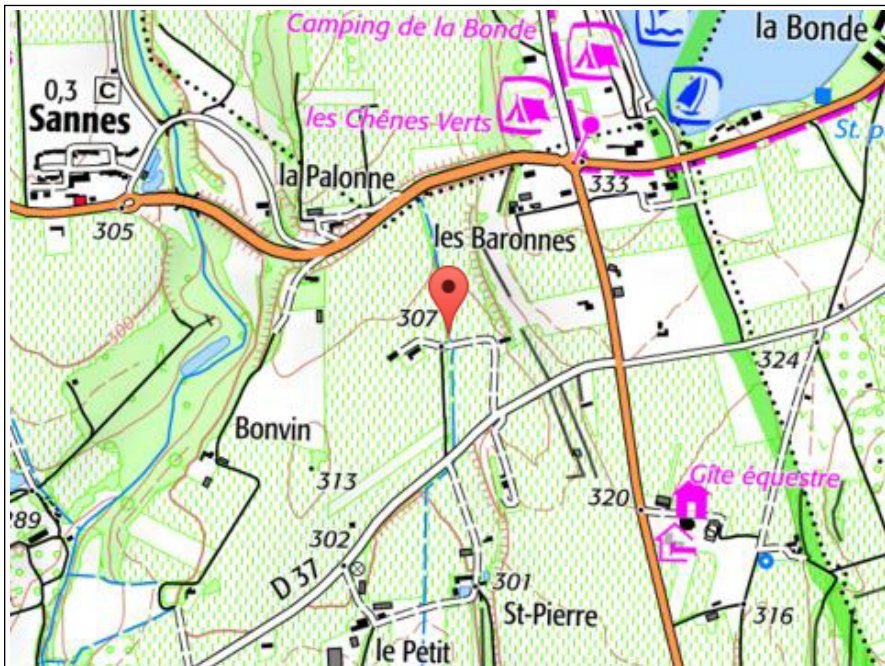 Camping de la Bonde
la Bonde
0,3 C
Sannes
les Chênes Verts
St. p
la Palonne
333
305
les Baronnes
300
307
324
Bonvin
313
Gîte équestre
320
289
302
D 37
301
St-Pierre
316
le Petit